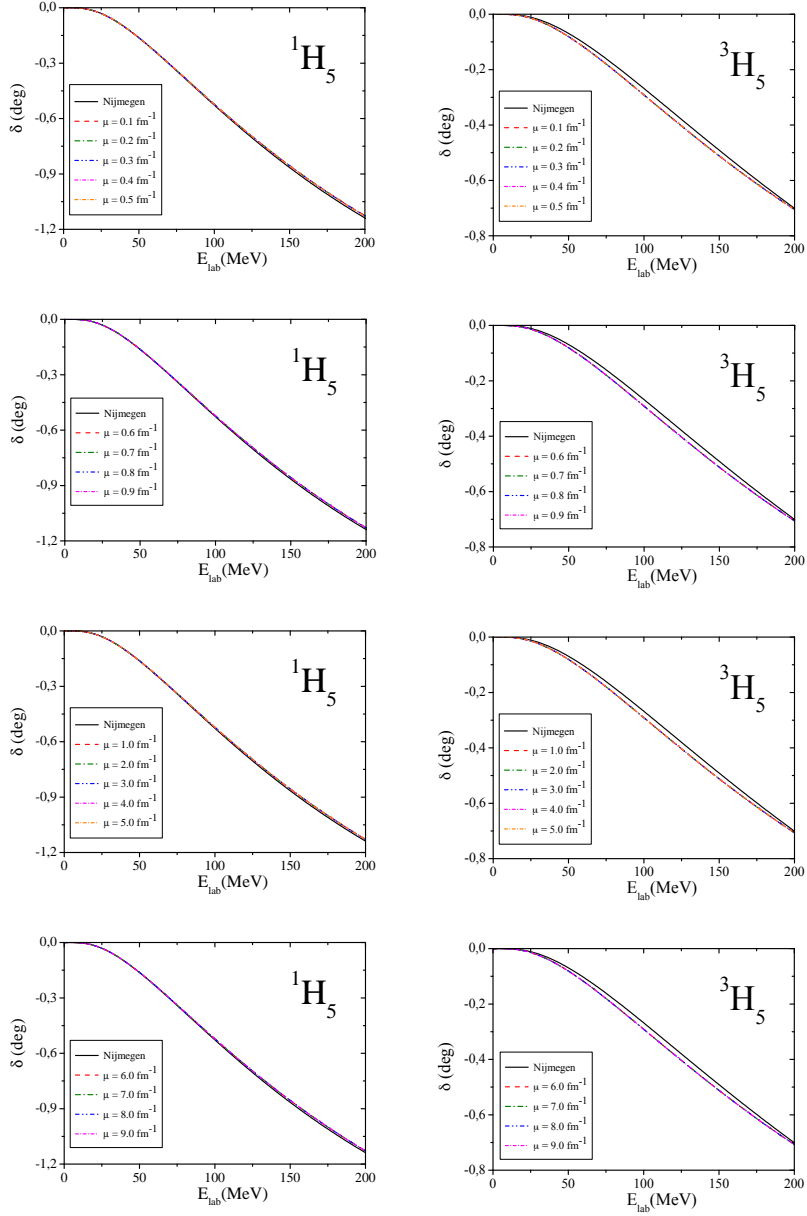 0,0
-0,3
-0,6
-0,9
-1,2
δ (deg)
¹H₅
Nijmegen
μ = 0.1 fm⁻¹
μ = 0.2 fm⁻¹
μ = 0.3 fm⁻¹
μ = 0.4 fm⁻¹
μ = 0.5 fm⁻¹
0 50 100 150 200
E_lab(MeV)
0,0
-0,2
-0,4
-0,6
-0,8
δ (deg)
³H₅
Nijmegen
μ = 0.1 fm⁻¹
μ = 0.2 fm⁻¹
μ = 0.3 fm⁻¹
μ = 0.4 fm⁻¹
μ = 0.5 fm⁻¹
0 50 100 150 200
E_lab(MeV)
0,0
-0,3
-0,6
-0,9
-1,2
δ (deg)
¹H₅
Nijmegen
μ = 0.6 fm⁻¹
μ = 0.7 fm⁻¹
μ = 0.8 fm⁻¹
μ = 0.9 fm⁻¹
0 50 100 150 200
E_lab(MeV)
0,0
-0,2
-0,4
-0,6
-0,8
δ (deg)
³H₅
Nijmegen
μ = 0.6 fm⁻¹
μ = 0.7 fm⁻¹
μ = 0.8 fm⁻¹
μ = 0.9 fm⁻¹
0 50 100 150 200
E_lab(MeV)
0,0
-0,3
-0,6
-0,9
-1,2
δ (deg)
¹H₅
Nijmegen
μ = 1.0 fm⁻¹
μ = 2.0 fm⁻¹
μ = 3.0 fm⁻¹
μ = 4.0 fm⁻¹
μ = 5.0 fm⁻¹
0 50 100 150 200
E_lab(MeV)
0,0
-0,2
-0,4
-0,6
-0,8
δ (deg)
³H₅
Nijmegen
μ = 1.0 fm⁻¹
μ = 2.0 fm⁻¹
μ = 3.0 fm⁻¹
μ = 4.0 fm⁻¹
μ = 5.0 fm⁻¹
0 50 100 150 200
E_lab(MeV)
0,0
-0,3
-0,6
-0,9
-1,2
δ (deg)
¹H₅
Nijmegen
μ = 6.0 fm⁻¹
μ = 7.0 fm⁻¹
μ = 8.0 fm⁻¹
μ = 9.0 fm⁻¹
0 50 100 150 200
E_lab(MeV)
0,0
-0,2
-0,4
-0,6
-0,8
δ (deg)
³H₅
Nijmegen
μ = 6.0 fm⁻¹
μ = 7.0 fm⁻¹
μ = 8.0 fm⁻¹
μ = 9.0 fm⁻¹
0 50 100 150 200
E_lab(MeV)